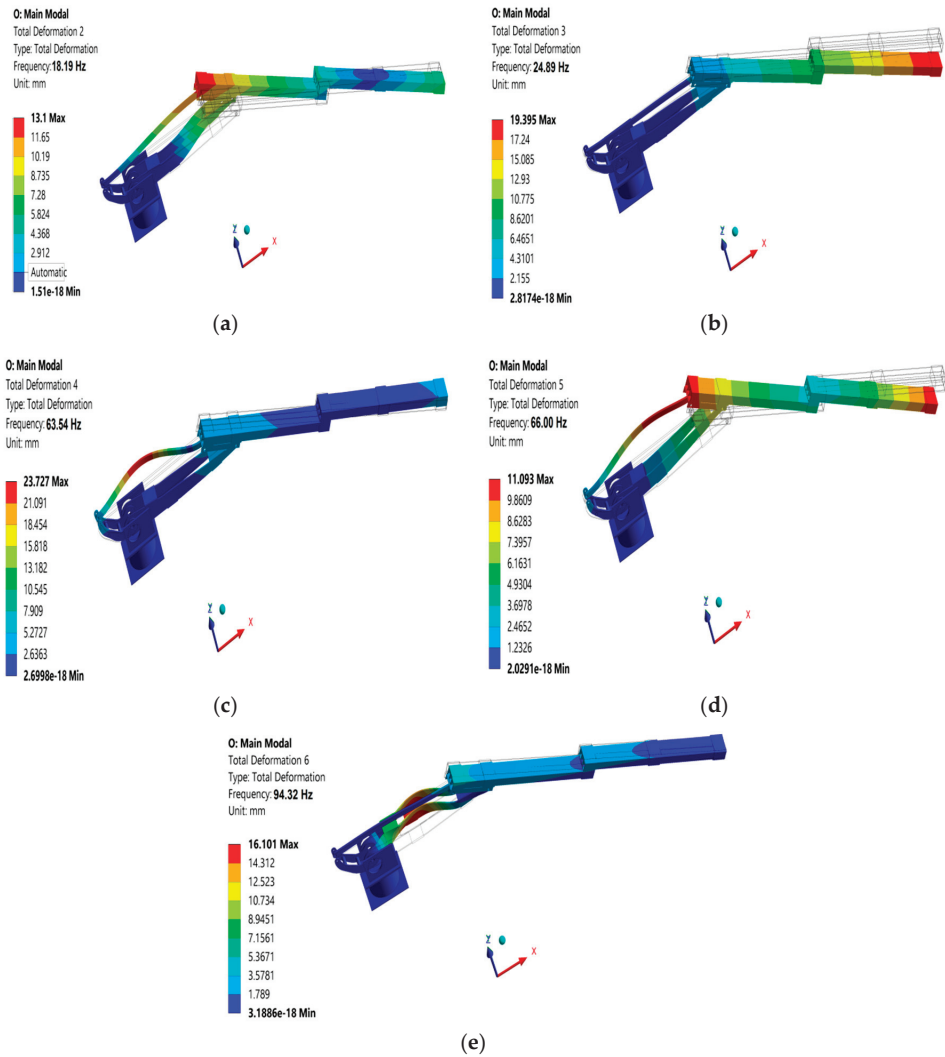 O: Main Modal
Total Deformation 2
Type: Total Deformation
Frequency: 18.19 Hz
Unit: mm
13.1 Max
11.65
10.19
8.735
7.28
5.824
4.368
2.912
Automatic
1.51e-18 Min
Z
X
(a)
O: Main Modal
Total Deformation 3
Type: Total Deformation
Frequency: 24.89 Hz
Unit: mm
19.395 Max
17.24
15.085
12.93
10.775
8.6201
6.4651
4.3101
2.155
2.8174e-18 Min
Z
X
(b)
O: Main Modal
Total Deformation 4
Type: Total Deformation
Frequency: 63.54 Hz
Unit: mm
23.727 Max
21.091
18.454
15.818
13.182
10.545
7.909
5.2727
2.6363
2.6998e-18 Min
Z
X
(c)
O: Main Modal
Total Deformation 5
Type: Total Deformation
Frequency: 66.00 Hz
Unit: mm
11.093 Max
9.8609
8.6283
7.3957
6.1631
4.9304
3.6978
2.4652
1.2326
2.0291e-18 Min
Z
X
(d)
O: Main Modal
Total Deformation 6
Type: Total Deformation
Frequency: 94.32 Hz
Unit: mm
16.101 Max
14.312
12.523
10.734
8.9451
7.1561
5.3671
3.5781
1.789
3.1886e-18 Min
Z
X
(e)